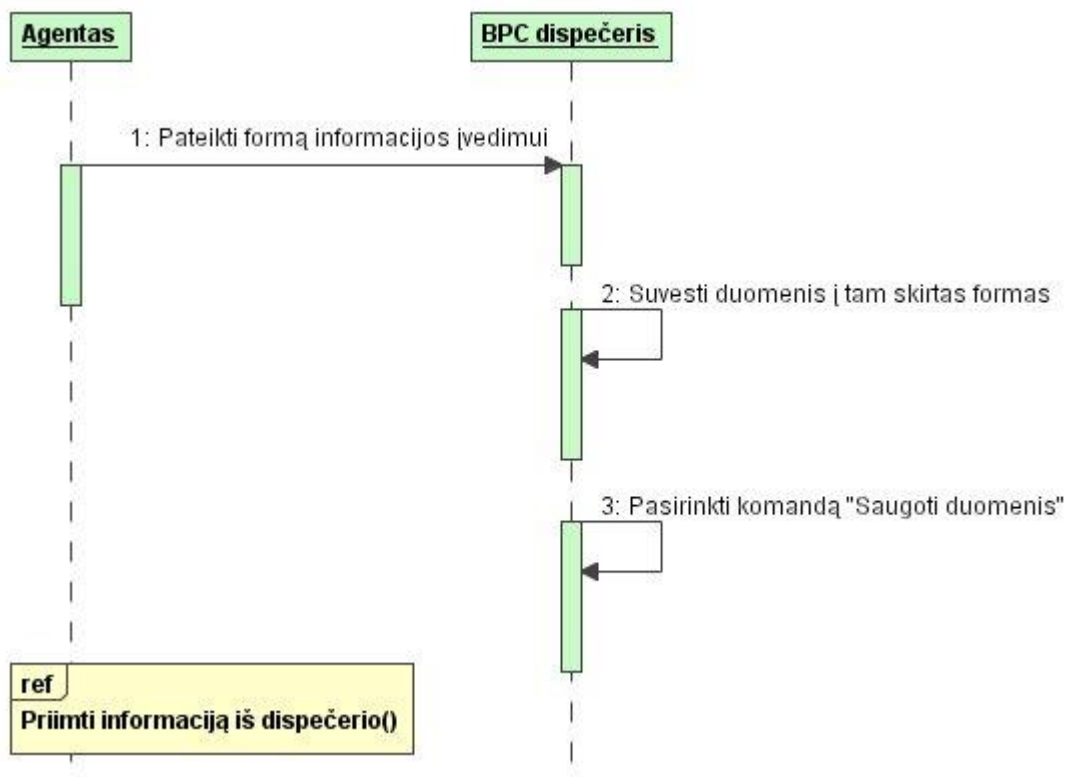 Agentas
BPC dispečeris
1: Pateikti formą informacijos įvedimui
2: Suvesti duomenis į tam skirtas formas
3: Pasirinkti komandą "Saugoti duomenis"
ref
Priimti informaciją iš dispečerio()